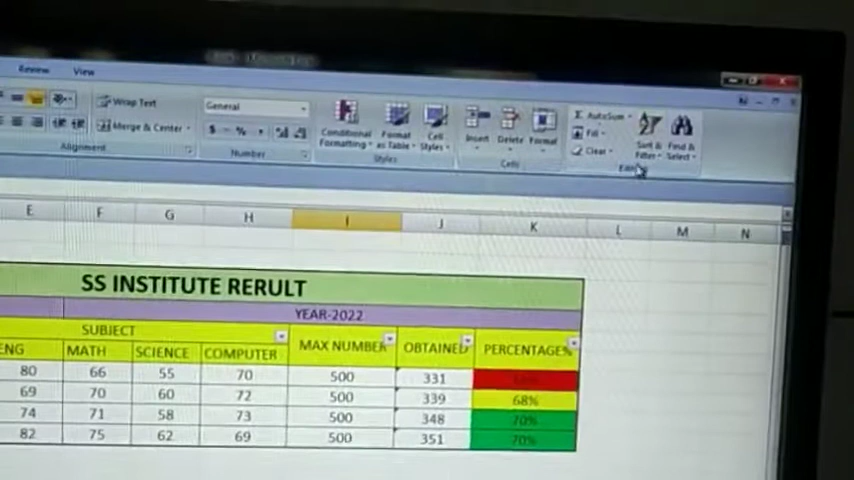 Review View
Wrap Text General AutoSum
Merge & Center $ % , Conditional Formatting Format as Table Cell Styles Insert Delete Format Fill Sort & Filter Find & Select
Clear
Alignment Number Styles Cells
E F G H I J K L M N
SS INSTITUTE RERULT
YEAR-2022
SUBJECT
ENG MATH SCIENCE COMPUTER MAX NUMBER OBTAINED PERCENTAGE%
80 66 55 70 500 331
69 70 60 72 500 339 68%
74 71 58 73 500 348 70%
82 75 62 69 500 351 70%